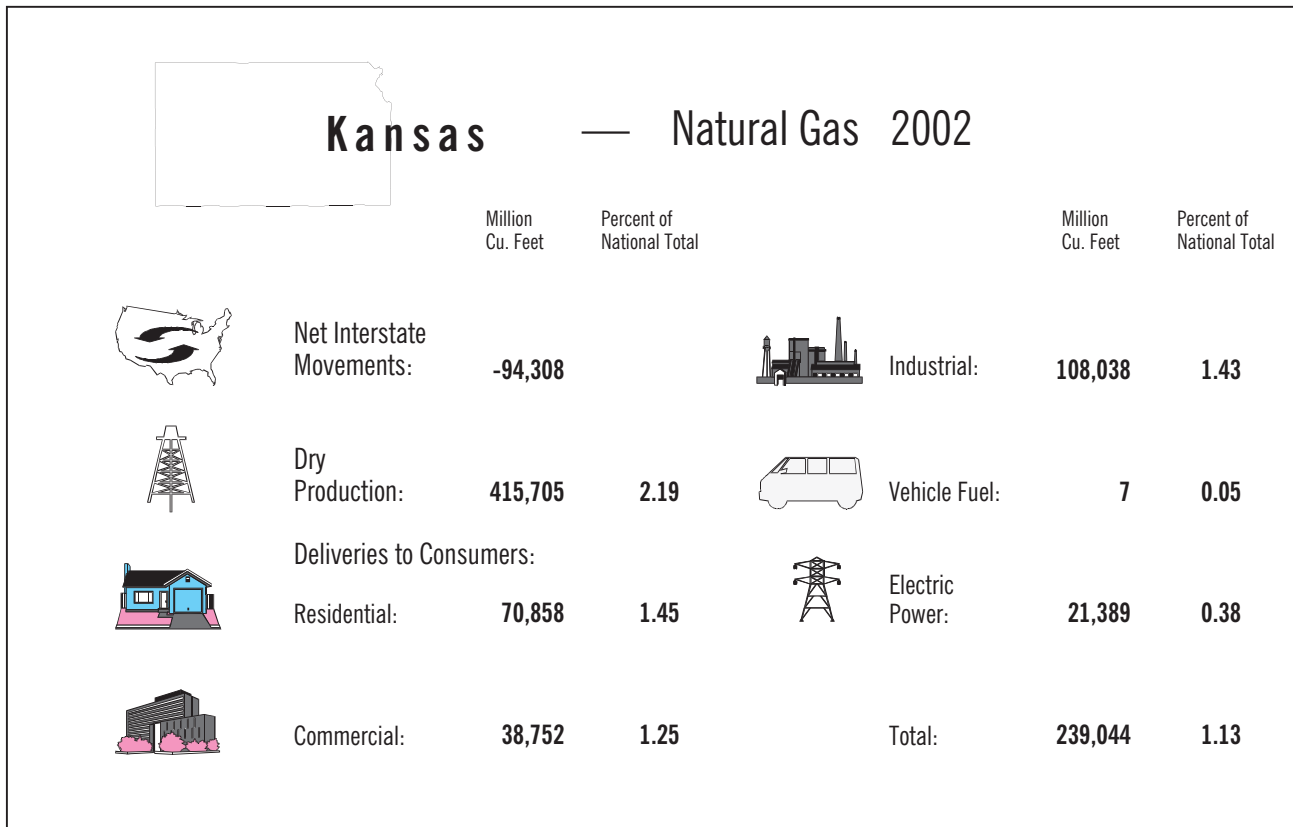 Kansas — Natural Gas 2002
Million Percent of
Cu. Feet National Total
Million Percent of
Cu. Feet National Total
Net Interstate
Movements: -94,308
Dry
Production: 415,705 2.19
Deliveries to Consumers:
Residential: 70,858 1.45
Commercial: 38,752 1.25
Industrial: 108,038 1.43
Vehicle Fuel: 7 0.05
Electric
Power: 21,389 0.38
Total: 239,044 1.13